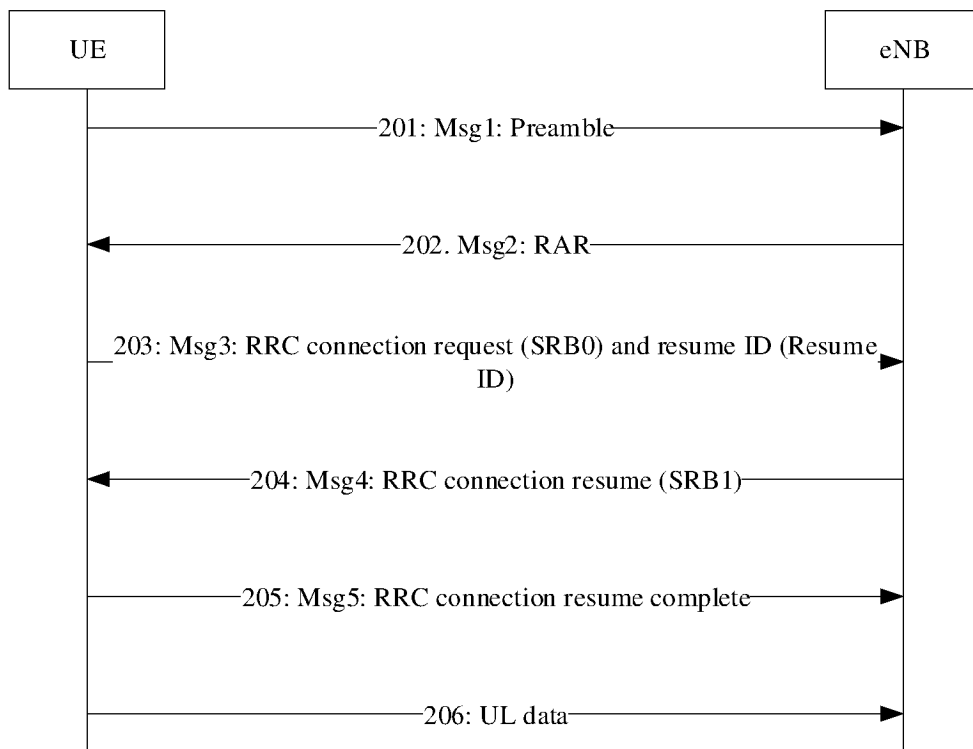 UE
eNB
201: Msg1: Preamble
202. Msg2: RAR
203: Msg3: RRC connection request (SRB0) and resume ID (Resume
ID)
204: Msg4: RRC connection resume (SRB1)
205: Msg5: RRC connection resume complete
206: UL data